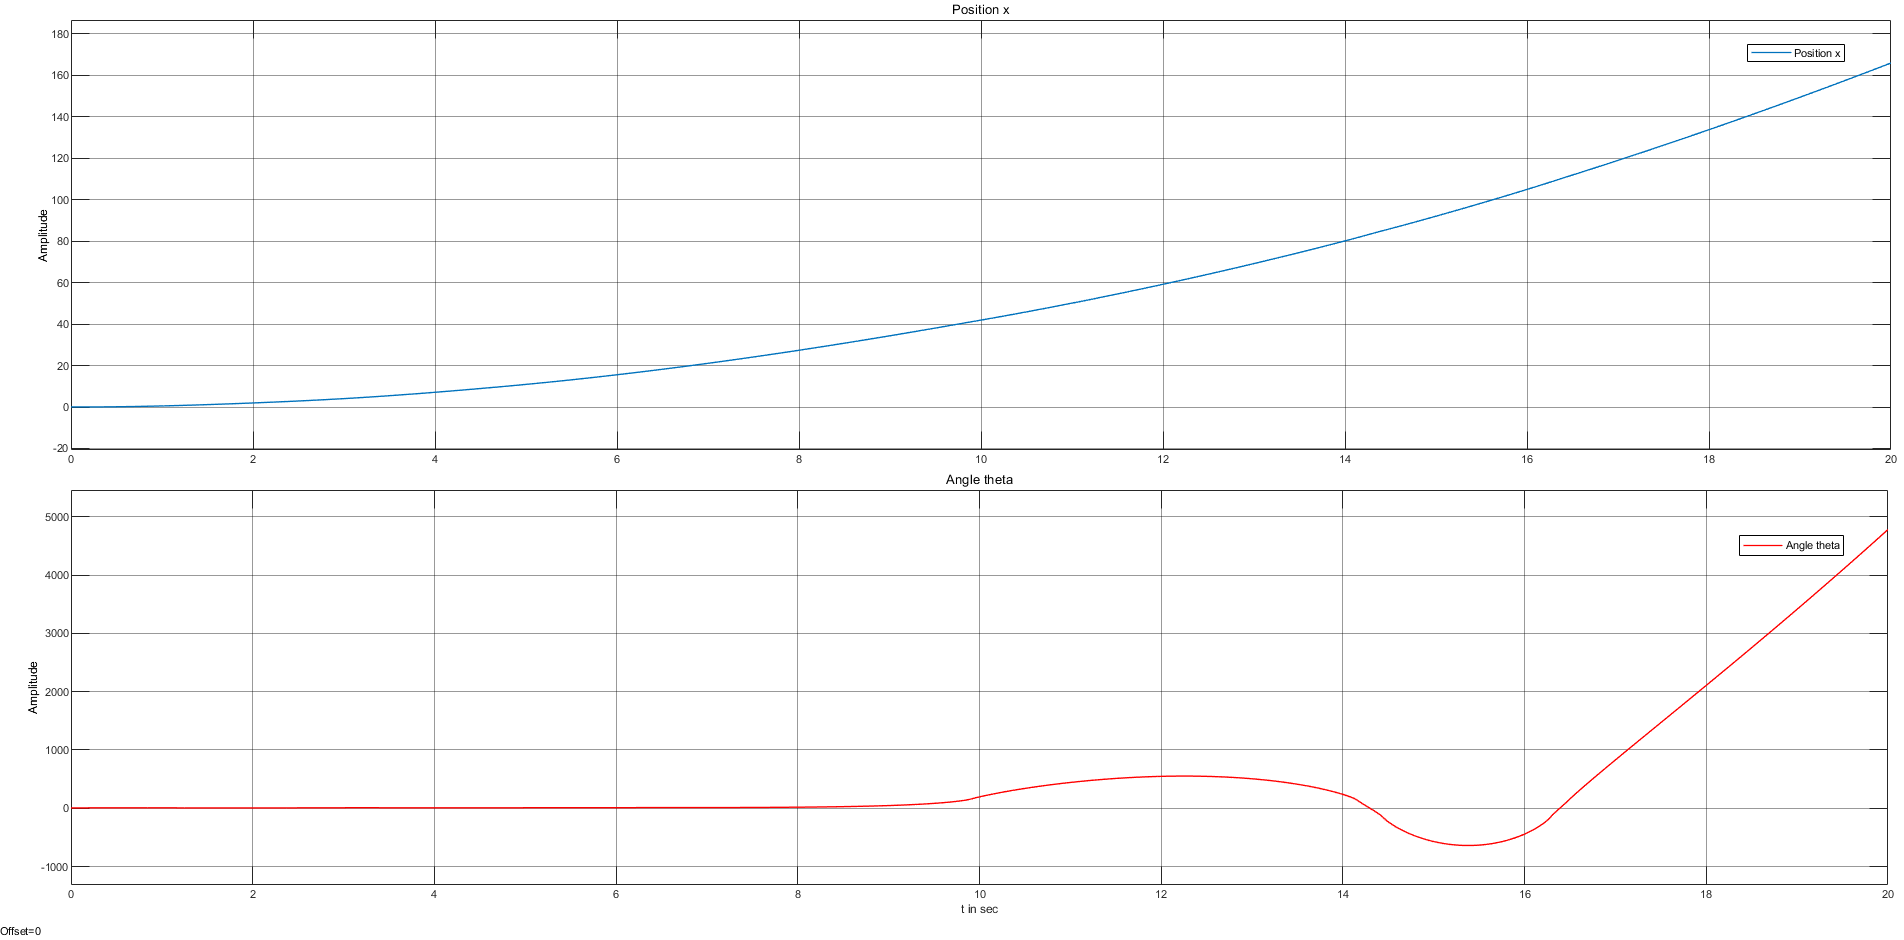 Position x
180
160
140
120
100
80
60
40
20
0
-20
Amplitude
Position x
0 2 4 6 8 10 12 14 16 18 20
Angle theta
5000
4000
3000
2000
1000
0
-1000
Amplitude
Angle theta
0 2 4 6 8 10 12 14 16 18 20
t in sec
Offset=0